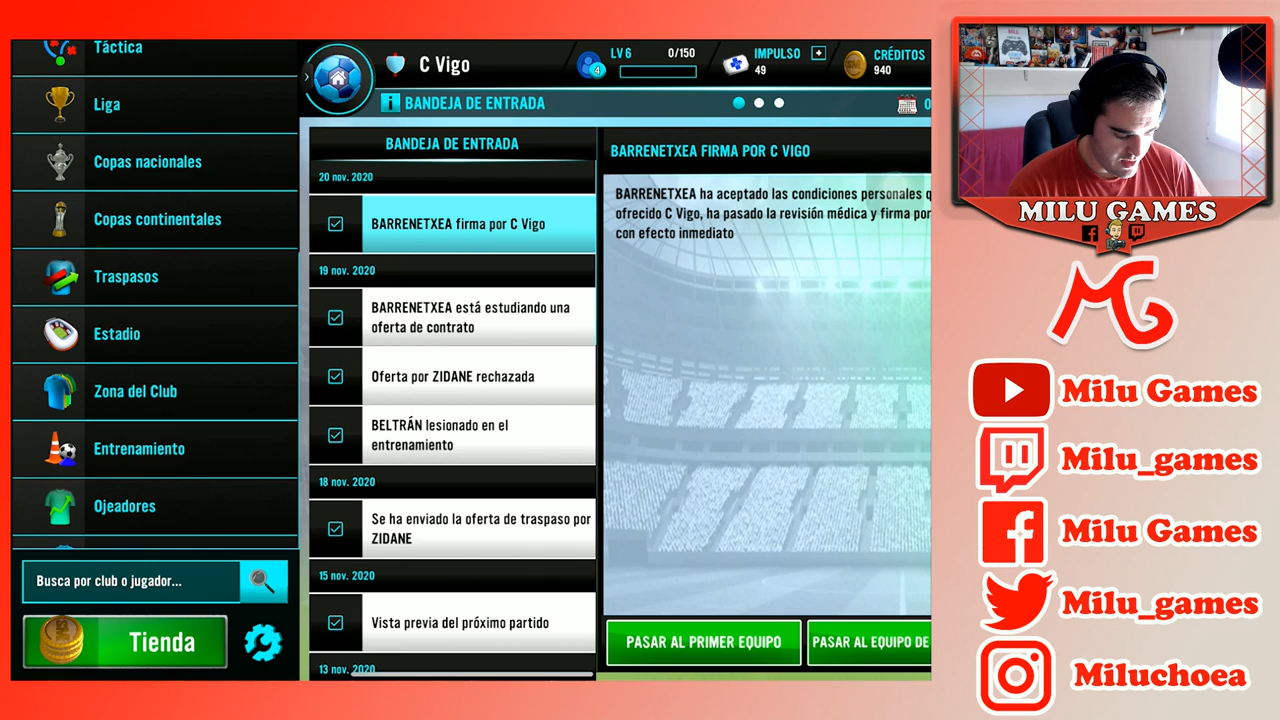 Táctica
Liga
Copas nacionales
Copas continentales
Traspasos
Estadio
Zona del Club
Entrenamiento
Ojeadores
Busca por club o jugador...
Tienda
C Vigo
4
LV 6
0/150
IMPULSO
49
CRÉDITOS
940
i BANDEJA DE ENTRADA
0
BANDEJA DE ENTRADA
20 nov. 2020
BARRENETXEA firma por C Vigo
19 nov. 2020
BARRENETXEA está estudiando una
oferta de contrato
Oferta por ZIDANE rechazada
BELTRÁN lesionado en el
entrenamiento
18 nov. 2020
Se ha enviado la oferta de traspaso por
ZIDANE
15 nov. 2020
Vista previa del próximo partido
13 nov. 2020
BARRENETXEA FIRMA POR C VIGO
BARRENETXEA ha aceptado las condiciones personales q
ofrecido C Vigo, ha pasado la revisión médica y firma por
con efecto inmediato
PASAR AL PRIMER EQUIPO
PASAR AL EQUIPO DE
MILU GAMES
MG
Milu Games
Milu_games
Milu Games
Milu_games
Miluchoea